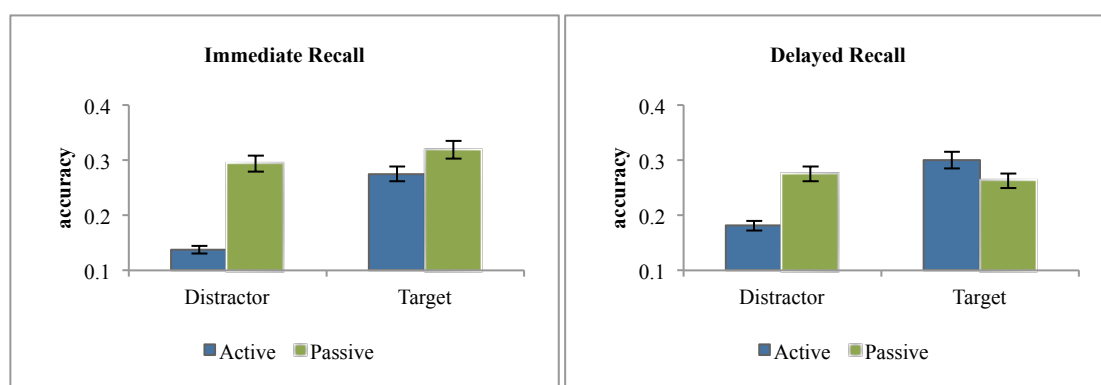 Immediate Recall
0.4
0.3
0.2
0.1
accuracy
Distractor Target
Active Passive
Delayed Recall
0.4
0.3
0.2
0.1
accuracy
Distractor Target
Active Passive